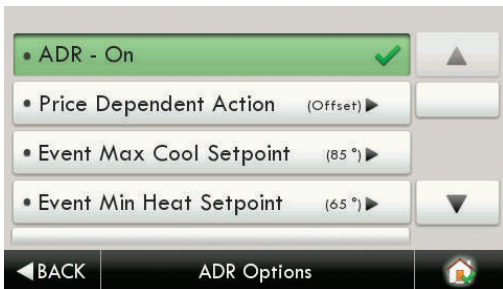 • ADR - On
• Price Dependent Action (Offset)
• Event Max Cool Setpoint (85 °)
• Event Min Heat Setpoint (65 °)
BACK ADR Options